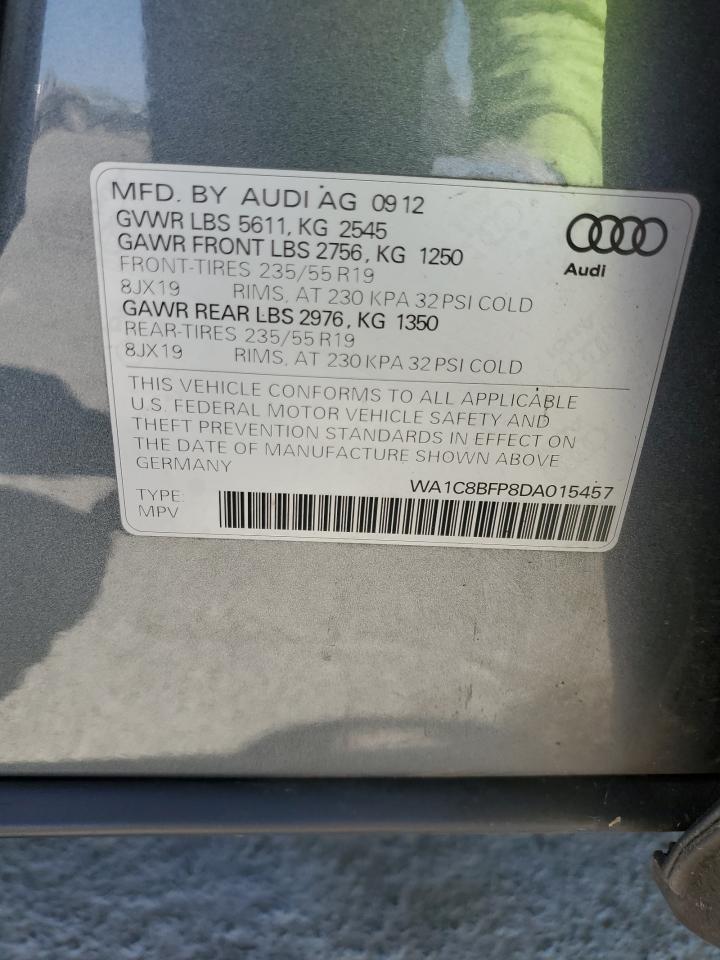 MFD. BY AUDI AG 09 12
GVWR LBS 5611, KG 2545
GAWR FRONT LBS 2756, KG 1250
FRONT-TIRES 235/55 R19
8JX19 RIMS, AT 230 KPA 32 PSI COLD
GAWR REAR LBS 2976, KG 1350
REAR-TIRES 235/55 R19
8JX19 RIMS, AT 230 KPA 32 PSI COLD
Audi
THIS VEHICLE CONFORMS TO ALL APPLICABLE
U.S. FEDERAL MOTOR VEHICLE SAFETY AND
THEFT PREVENTION STANDARDS IN EFFECT ON
THE DATE OF MANUFACTURE SHOWN ABOVE
GERMANY
WA1C8BFP8DA015457
TYPE:
MPV